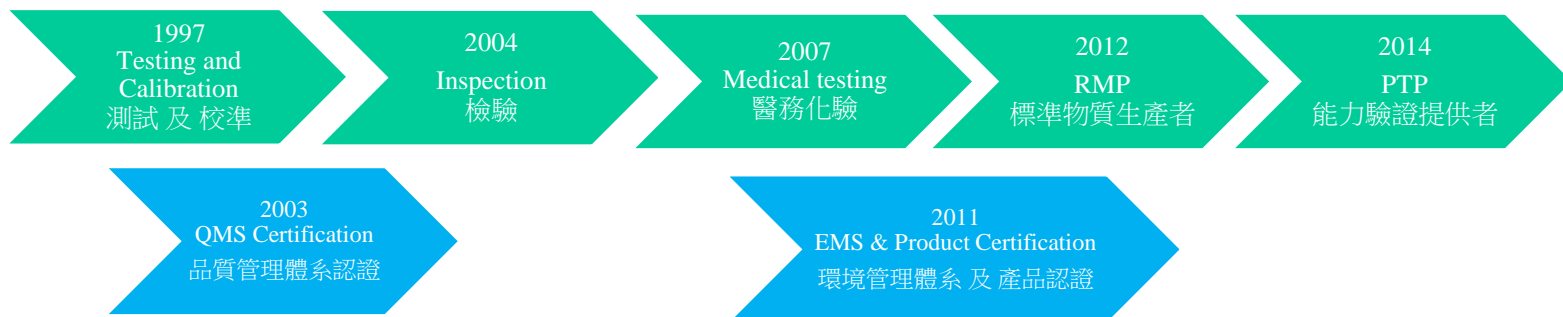 1997
Testing and
Calibration
測試 及 校準
2004
Inspection
檢驗
2007
Medical testing
醫務化驗
2012
RMP
標準物質生產者
2014
PTP
能力驗證提供者
2003
QMS Certification
品質管理體系認證
2011
EMS & Product Certification
環境管理體系 及 產品認證